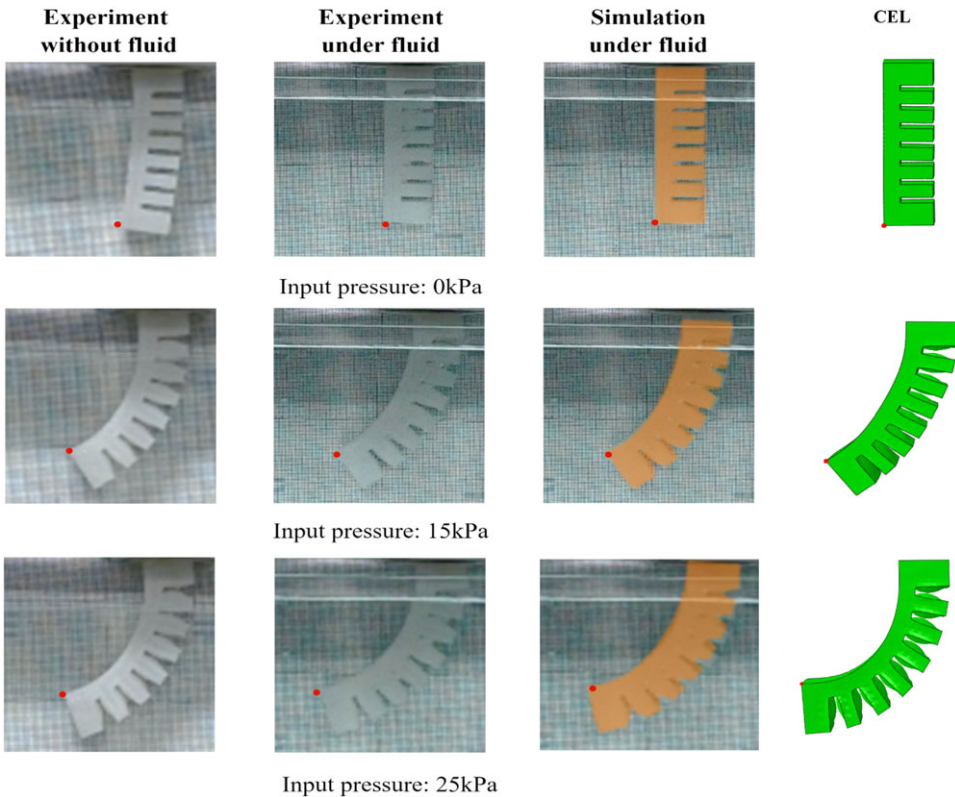 Experiment
without fluid
Experiment
under fluid
Simulation
under fluid
CEL
Input pressure: 0kPa
Input pressure: 15kPa
Input pressure: 25kPa